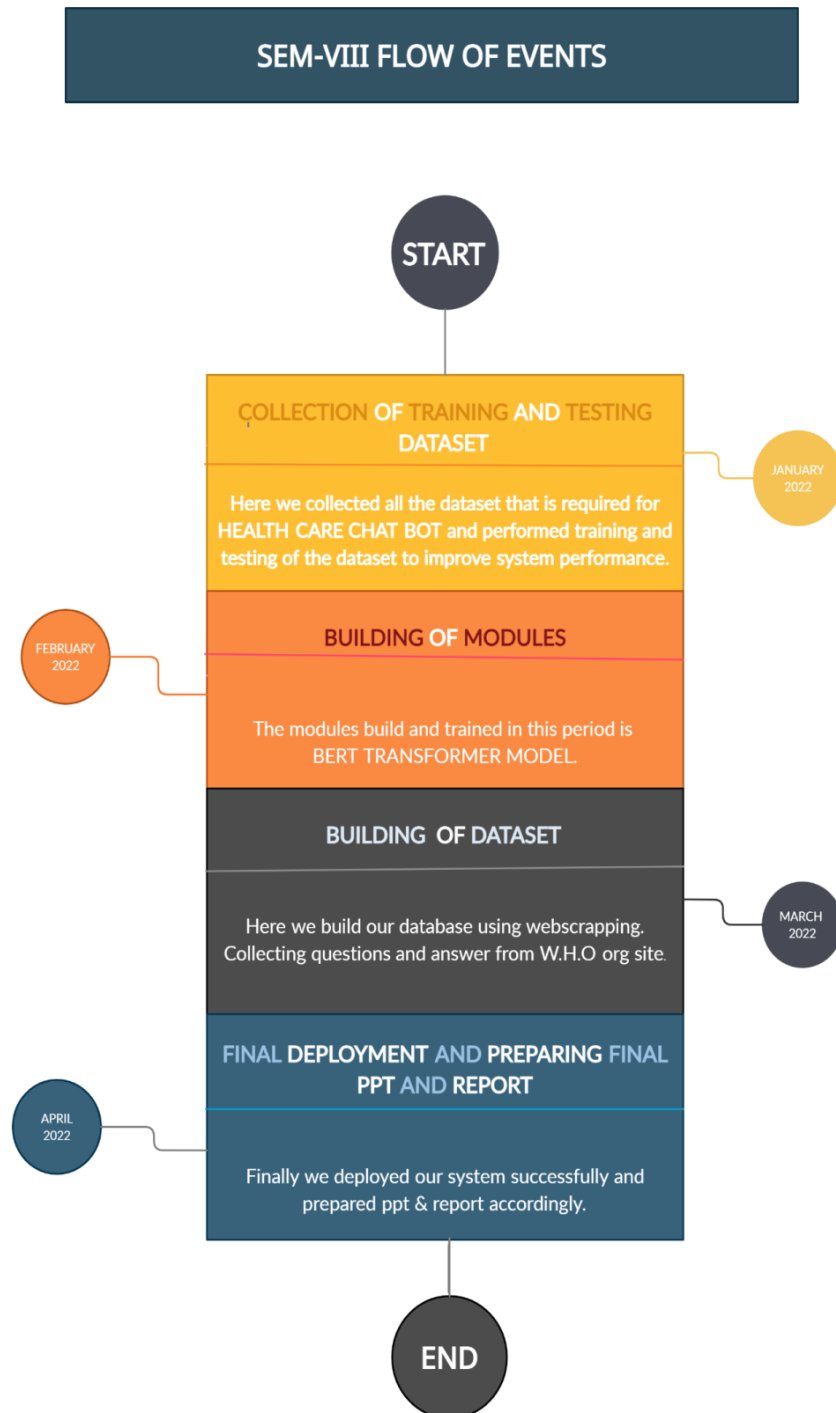 SEM-VIII FLOW OF EVENTS
START
COLLECTION OF TRAINING AND TESTING
DATASET
JANUARY
2022
Here we collected all the dataset that is required for
HEALTH CARE CHAT BOT and performed training and
testing of the dataset to improve system performance.
BUILDING OF MODULES
FEBRUARY
2022
The modules build and trained in this period is
BERT TRANSFORMER MODEL.
BUILDING OF DATASET
MARCH
2022
Here we build our database using webscrapping.
Collecting questions and answer from W.H.O org site.
FINAL DEPLOYMENT AND PREPARING FINAL
PPT AND REPORT
APRIL
2022
Finally we deployed our system successfully and
prepared ppt & report accordingly.
END